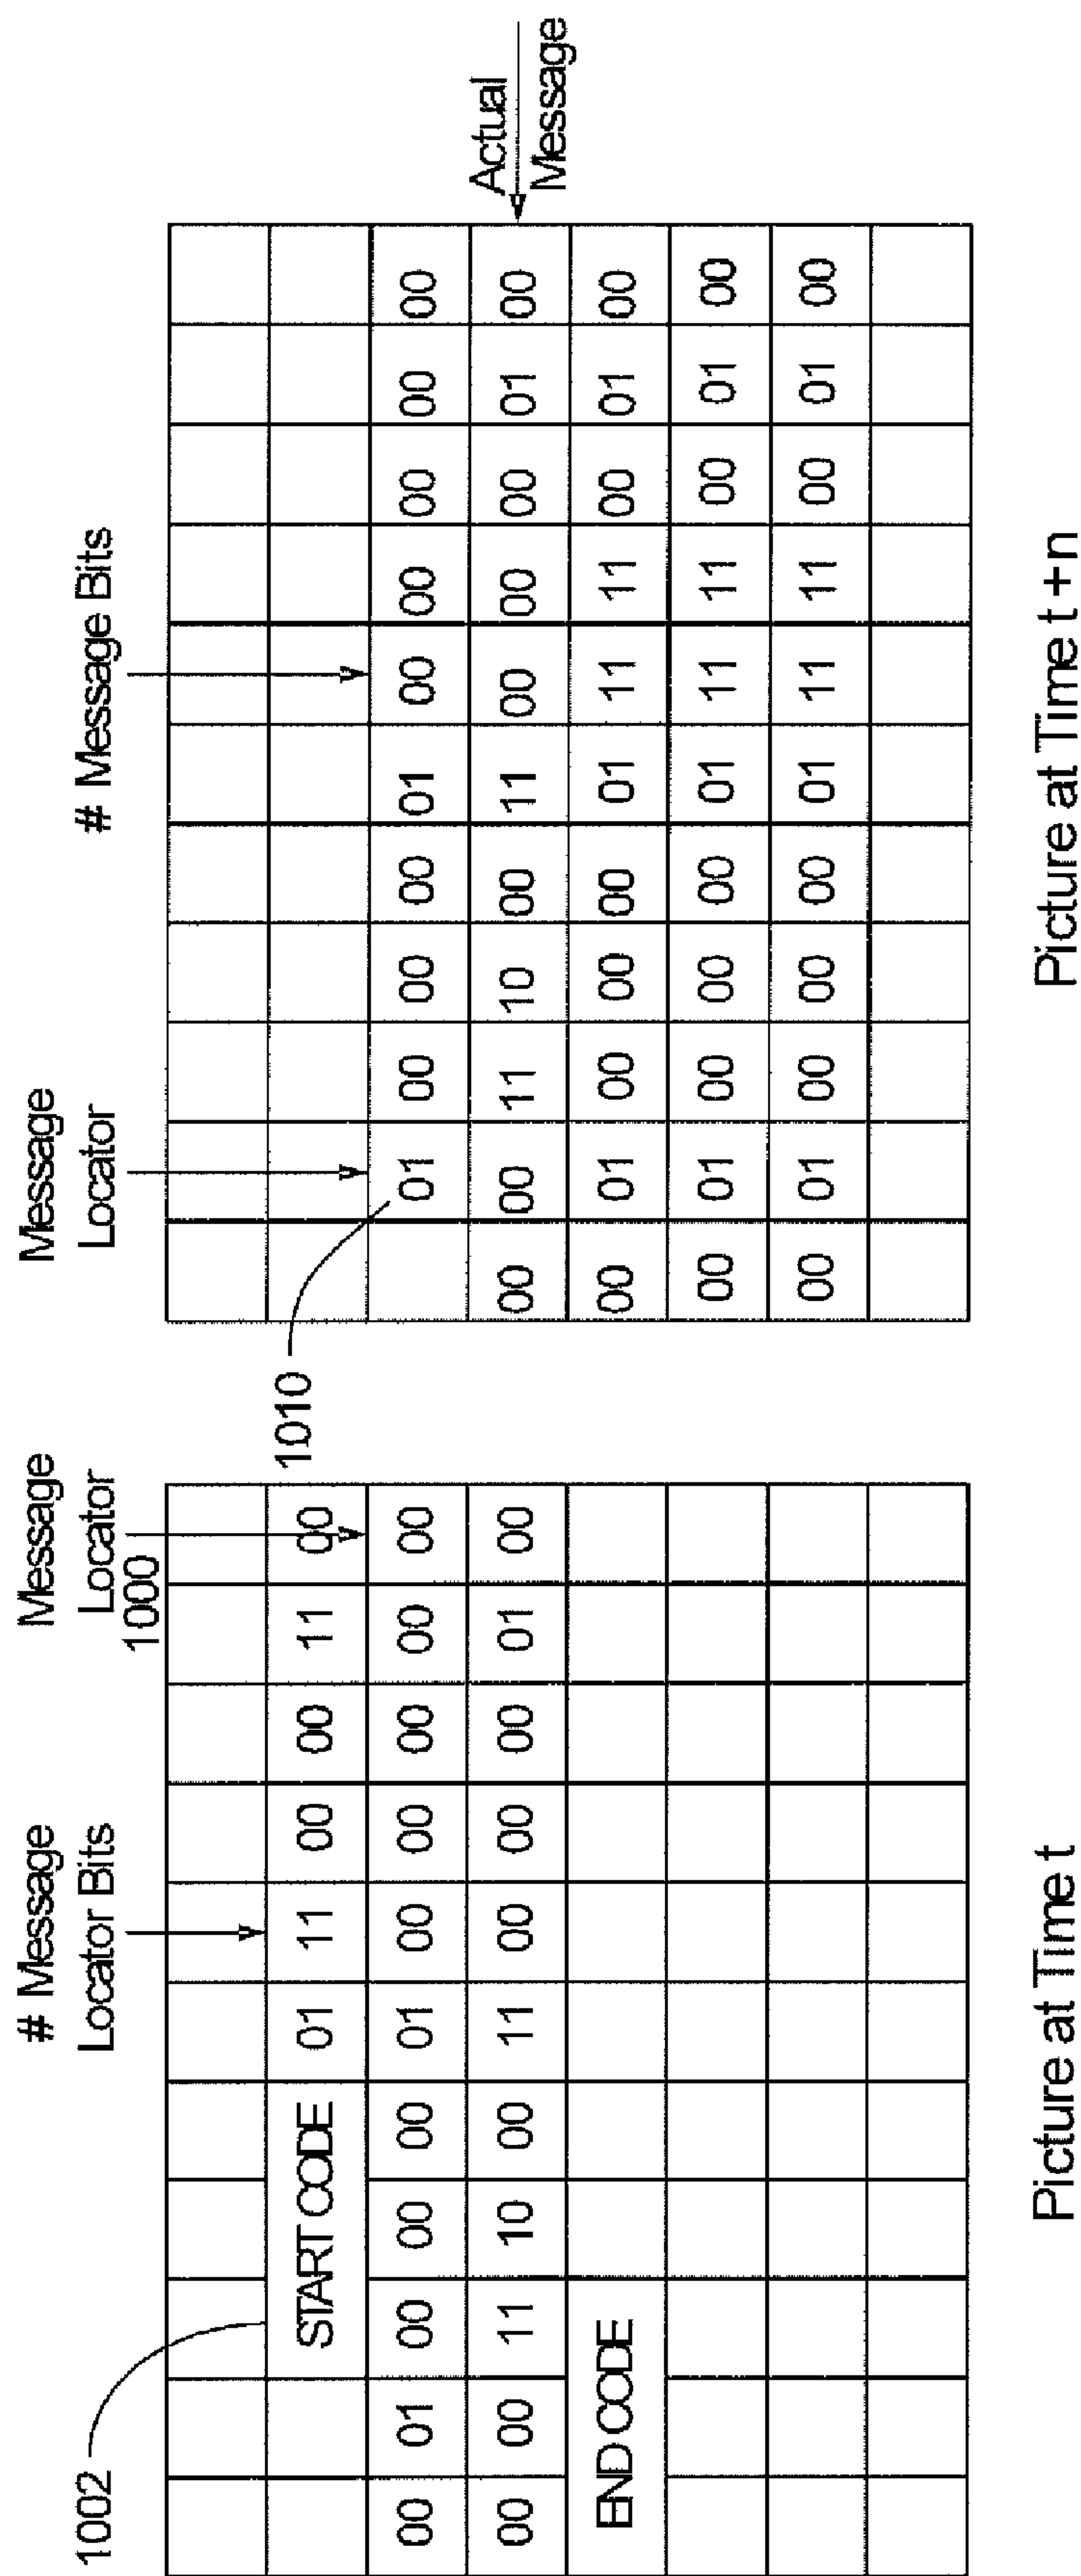 # Message
Locator Bits
Message
Locator
1000
1002
START CODE 01 11 00 00 11 00
00 01 00 00 00 01 00 00 00 00 00
00 00 11 10 00 11 00 00 00 01 00
END CODE
Picture at Time t
Message
Locator
# Message Bits
1010
01 00 00 00 01 00 00 00 00 00
00 00 11 10 00 11 00 00 00 01 00
00 01 00 00 00 01 11 11 00 01 00
00 01 00 00 00 01 11 11 00 01 00
00 01 00 00 00 01 11 11 00 01 00
Actual
Message
Picture at Time t+n